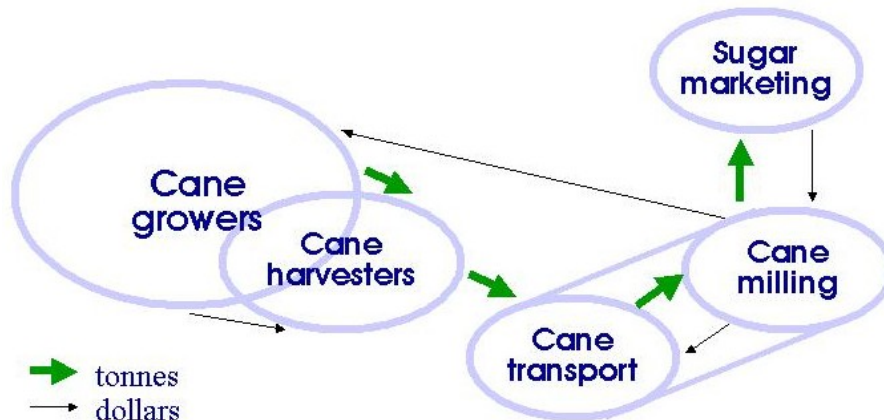 Sugar
marketing
Cane
growers
Cane
harvesters
Cane
milling
Cane
transport
tonnes
dollars